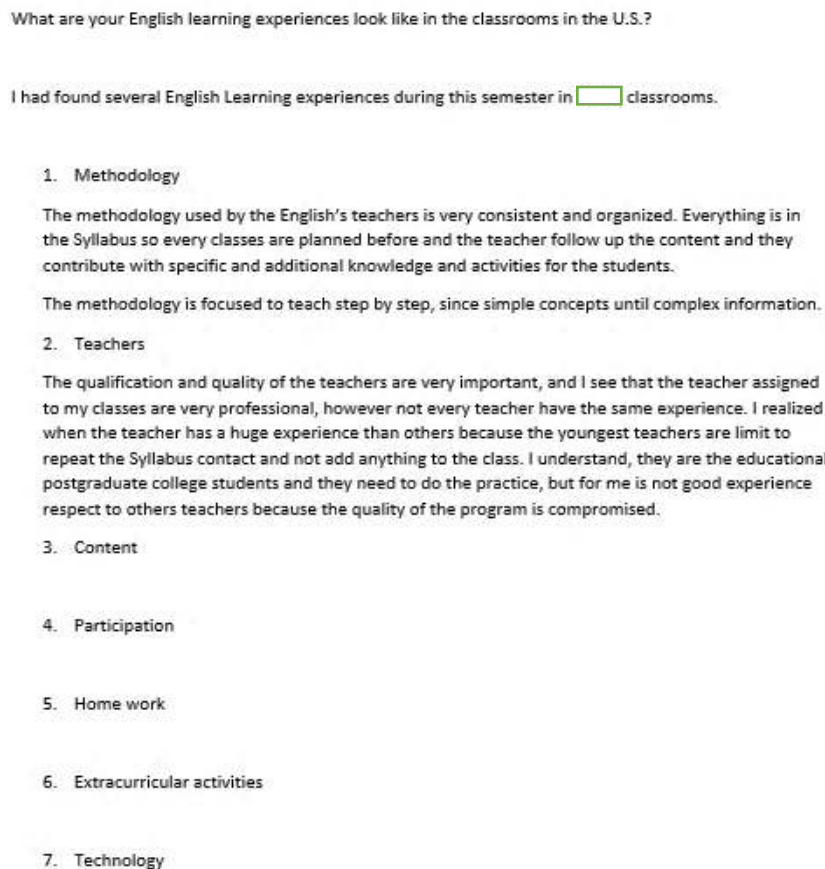 What are your English learning experiences look like in the classrooms in the U.S.?
I had found several English Learning experiences during this semester in classrooms.
1. Methodology
The methodology used by the English's teachers is very consistent and organized. Everything is in
the Syllabus so every classes are planned before and the teacher follow up the content and they
contribute with specific and additional knowledge and activities for the students.
The methodology is focused to teach step by step, since simple concepts until complex information.
2. Teachers
The qualification and quality of the teachers are very important, and I see that the teacher assigned
to my classes are very professional, however not every teacher have the same experience. I realized
when the teacher has a huge experience than others because the youngest teachers are limit to
repeat the Syllabus contact and not add anything to the class. I understand, they are the educational
postgraduate college students and they need to do the practice, but for me is not good experience
respect to others teachers because the quality of the program is compromised.
3. Content
4. Participation
5. Home work
6. Extracurricular activities
7. Technology